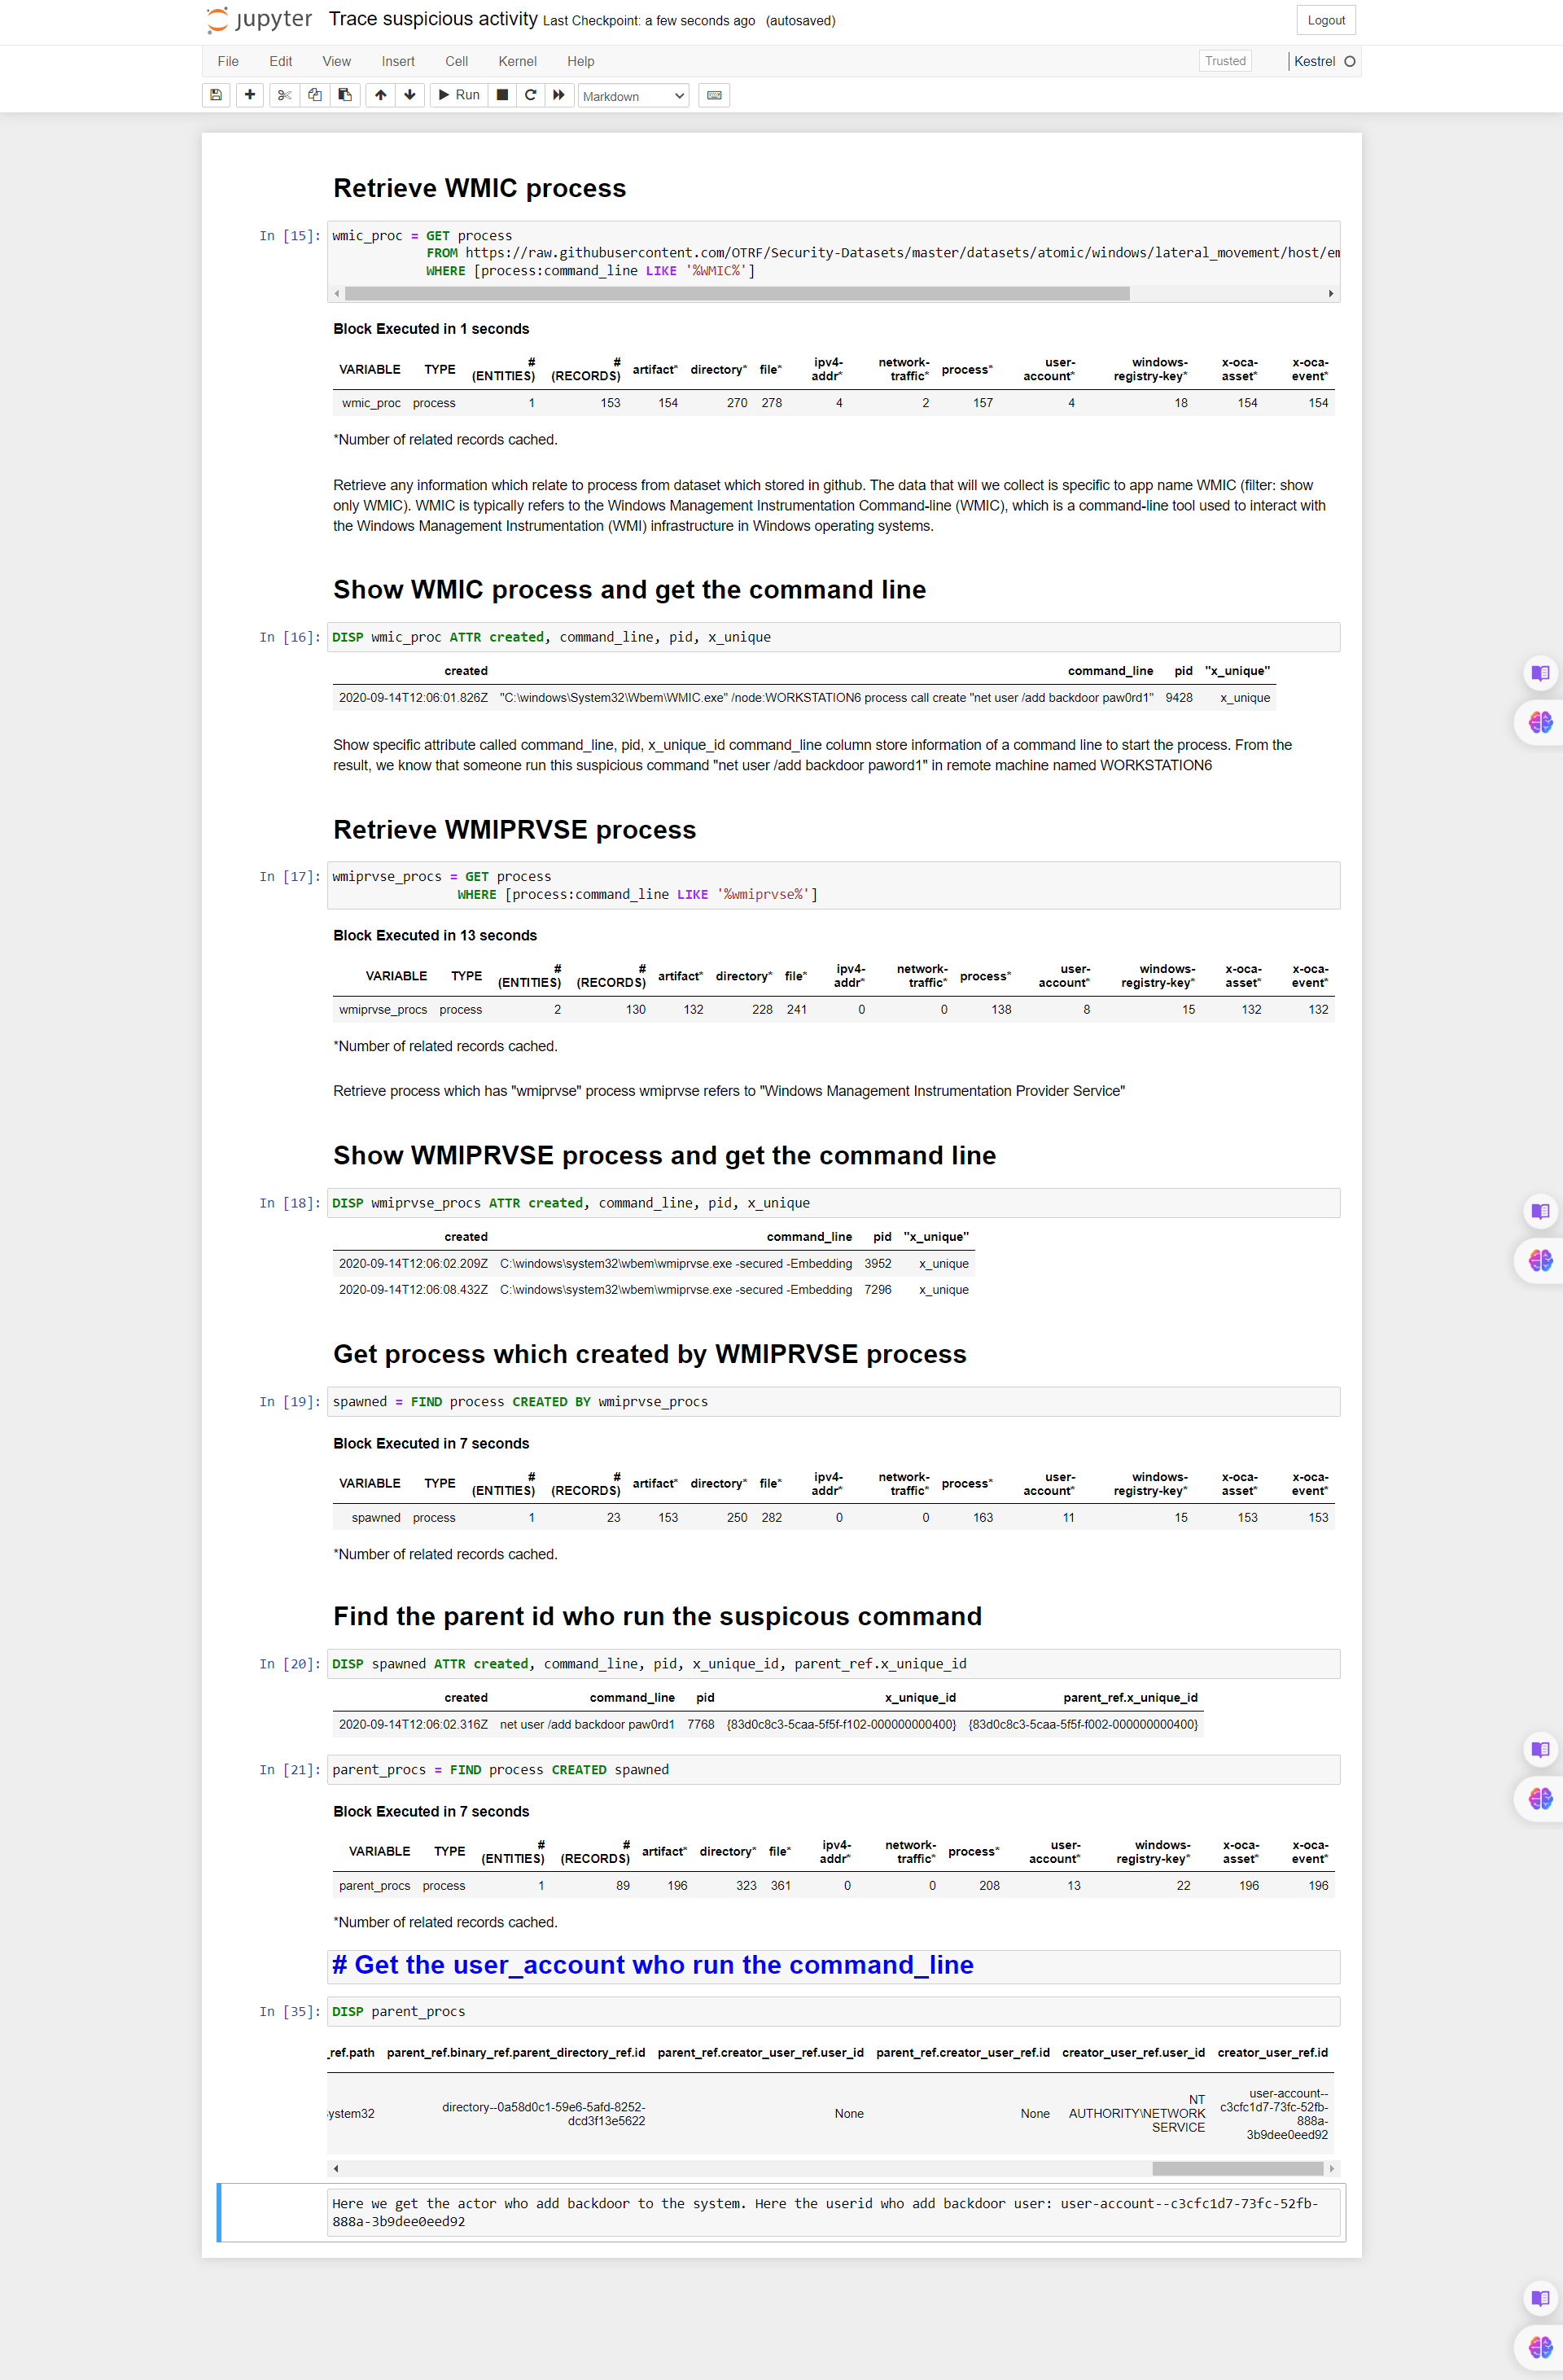 jupyter Trace suspicious activity Last Checkpoint: a few seconds ago (autosaved) Logout
File Edit View Insert Cell Kernel Help Trusted Kestrel
Run Markdown
Retrieve WMIC process
In [15]: wmic_proc = GET process
FROM https://raw.githubusercontent.com/OTRF/Security-Datasets/master/datasets/atomic/windows/lateral_movement/host/em
WHERE [process:command_line LIKE '%WMIC%']
Block Executed in 1 seconds
VARIABLE TYPE # (ENTITIES) # (RECORDS) artifact* directory* file* ipv4-addr* network-traffic* process* user-account* windows-registry-key* x-oca-asset* x-oca-event*
wmic_proc process 1 153 154 270 278 4 2 157 4 18 154 154
*Number of related records cached.
Retrieve any information which relate to process from dataset which stored in github. The data that will we collect is specific to app name WMIC (filter: show
only WMIC). WMIC is typically refers to the Windows Management Instrumentation Command-line (WMIC), which is a command-line tool used to interact with
the Windows Management Instrumentation (WMI) infrastructure in Windows operating systems.
Show WMIC process and get the command line
In [16]: DISP wmic_proc ATTR created, command_line, pid, x_unique
created command_line pid "x_unique"
2020-09-14T12:06:01.826Z "C:\windows\System32\Wbem\WMIC.exe" /node:WORKSTATION6 process call create "net user /add backdoor paw0rd1" 9428 x_unique
Show specific attribute called command_line, pid, x_unique_id command_line column store information of a command line to start the process. From the
result, we know that someone run this suspicious command "net user /add backdoor paword1" in remote machine named WORKSTATION6
Retrieve WMIPRVSE process
In [17]: wmiprvse_procs = GET process
WHERE [process:command_line LIKE '%wmiprvse%']
Block Executed in 13 seconds
VARIABLE TYPE # (ENTITIES) # (RECORDS) artifact* directory* file* ipv4-addr* network-traffic* process* user-account* windows-registry-key* x-oca-asset* x-oca-event*
wmiprvse_procs process 2 130 132 228 241 0 0 138 8 15 132 132
*Number of related records cached.
Retrieve process which has "wmiprvse" process wmiprvse refers to "Windows Management Instrumentation Provider Service"
Show WMIPRVSE process and get the command line
In [18]: DISP wmiprvse_procs ATTR created, command_line, pid, x_unique
created command_line pid "x_unique"
2020-09-14T12:06:02.209Z C:\windows\system32\wbem\wmiprvse.exe -secured -Embedding 3952 x_unique
2020-09-14T12:06:08.432Z C:\windows\system32\wbem\wmiprvse.exe -secured -Embedding 7296 x_unique
Get process which created by WMIPRVSE process
In [19]: spawned = FIND process CREATED BY wmiprvse_procs
Block Executed in 7 seconds
VARIABLE TYPE # (ENTITIES) # (RECORDS) artifact* directory* file* ipv4-addr* network-traffic* process* user-account* windows-registry-key* x-oca-asset* x-oca-event*
spawned process 1 23 153 250 282 0 0 163 11 15 153 153
*Number of related records cached.
Find the parent id who run the suspicous command
In [20]: DISP spawned ATTR created, command_line, pid, x_unique_id, parent_ref.x_unique_id
created command_line pid x_unique_id parent_ref.x_unique_id
2020-09-14T12:06:02.316Z net user /add backdoor paw0rd1 7768 {83d0c8c3-5caa-5f5f-f102-000000000400} {83d0c8c3-5caa-5f5f-f002-000000000400}
In [21]: parent_procs = FIND process CREATED spawned
Block Executed in 7 seconds
VARIABLE TYPE # (ENTITIES) # (RECORDS) artifact* directory* file* ipv4-addr* network-traffic* process* user-account* windows-registry-key* x-oca-asset* x-oca-event*
parent_procs process 1 89 196 323 361 0 0 208 13 22 196 196
*Number of related records cached.
# Get the user_account who run the command_line
In [35]: DISP parent_procs
_ref.path parent_ref.binary_ref.parent_directory_ref.id parent_ref.creator_user_ref.user_id parent_ref.creator_user_ref.id creator_user_ref.user_id creator_user_ref.id
ystem32 directory--0a58d0c1-59e6-5afd-8252-dcd3f13e5622 None None NT AUTHORITY\NETWORK SERVICE user-account--c3cfc1d7-73fc-52fb-888a-3b9dee0eed92
Here we get the actor who add backdoor to the system. Here the userid who add backdoor user: user-account--c3cfc1d7-73fc-52fb-
888a-3b9dee0eed92